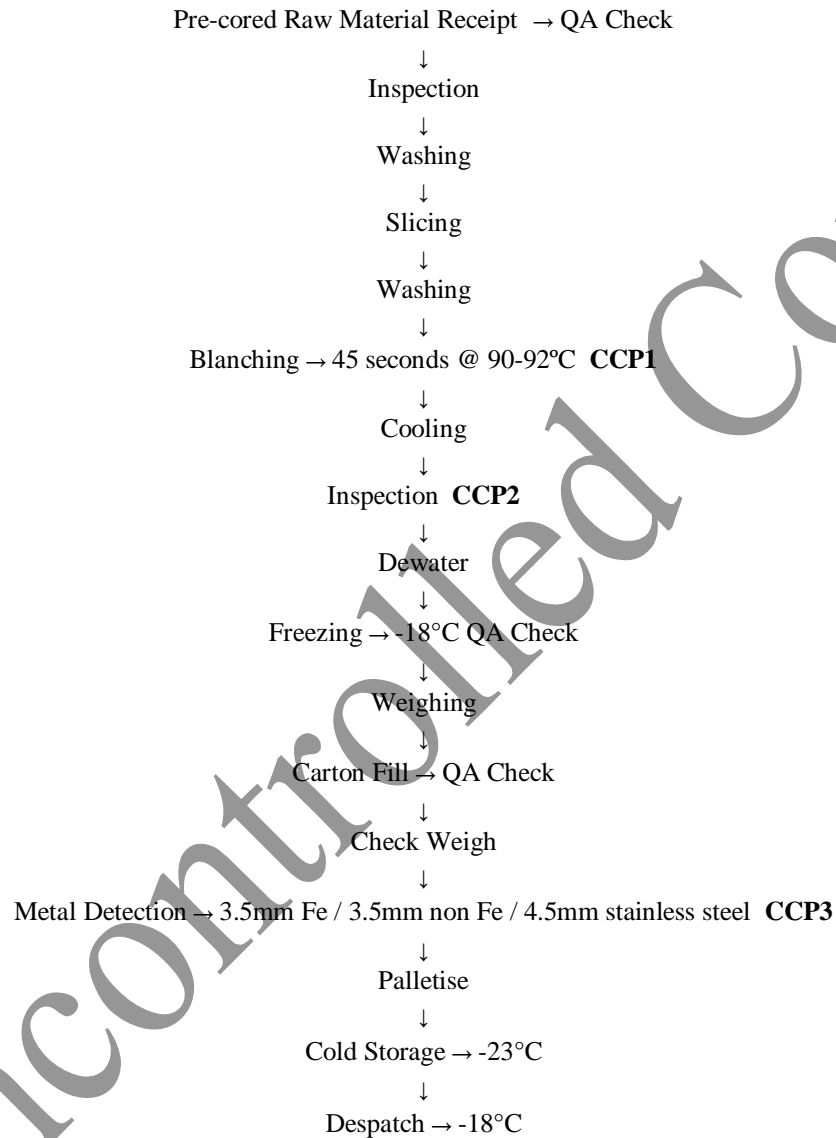 Pre-cored Raw Material Receipt → QA Check
↓
Inspection
↓
Washing
↓
Slicing
↓
Washing
↓
Blanching → 45 seconds @ 90-92ºC CCP1
↓
Cooling
↓
Inspection CCP2
↓
Dewater
↓
Freezing → -18°C QA Check
↓
Weighing
↓
Carton Fill → QA Check
↓
Check Weigh
↓
Metal Detection → 3.5mm Fe / 3.5mm non Fe / 4.5mm stainless steel CCP3
↓
Palletise
↓
Cold Storage → -23°C
↓
Despatch → -18°C